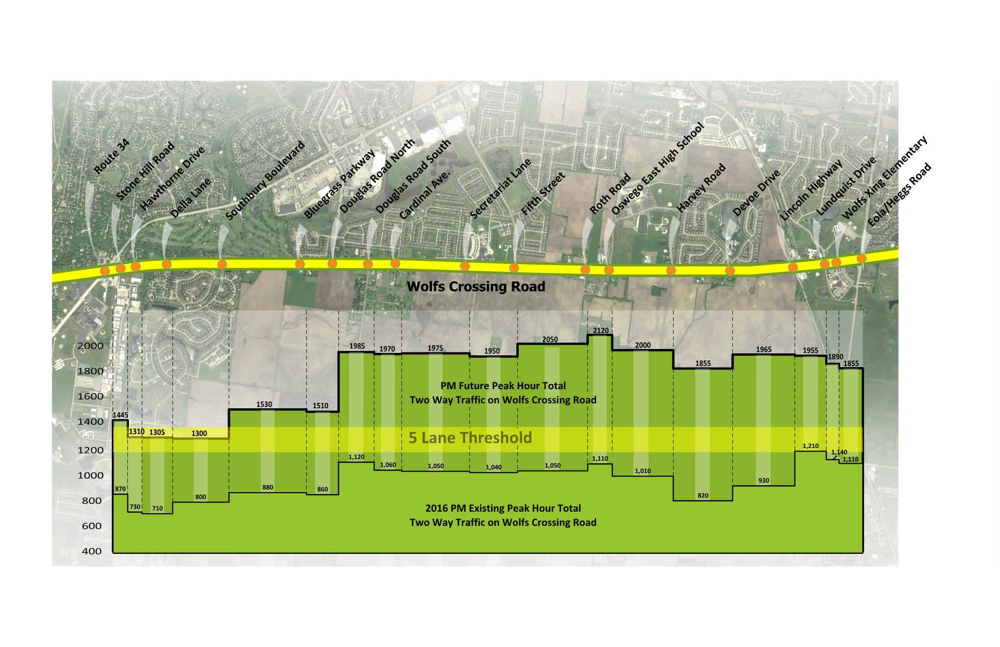 Route 34
Stone Hill Road
Hawthorne Drive
Della Lane
Southbury Boulevard
Bluegrass Parkway
Douglas Road North
Douglas Road South
Cardinal Ave.
Secretariat Lane
Fifth Street
Roth Road
Oswego East High School
Harvey Road
Devoe Drive
Lincoln Highway
Lundquist Drive
Wolfs Xing Elementary
Eola/Heggs Road
Wolfs Crossing Road
2000
1800
1600
1400
1200
1000
800
600
400
1445
1310
1305
1300
1530
1510
1985
1970
1975
1950
2050
2120
2000
1855
1965
1955
1890
1855
PM Future Peak Hour Total
Two Way Traffic on Wolfs Crossing Road
5 Lane Threshold
870
730
710
800
880
860
1,120
1,060
1,050
1,040
1,050
1,110
1,010
820
930
1,210
1,140
1,110
2016 PM Existing Peak Hour Total
Two Way Traffic on Wolfs Crossing Road